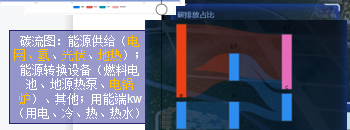 碳排放占比
碳流图：能源供给（电
网、氢、光伏、地热）；
能源转换设备（燃料电
池、地源热泵、电锅
炉）、其他；用能端kw
（用电、冷、热、热水）